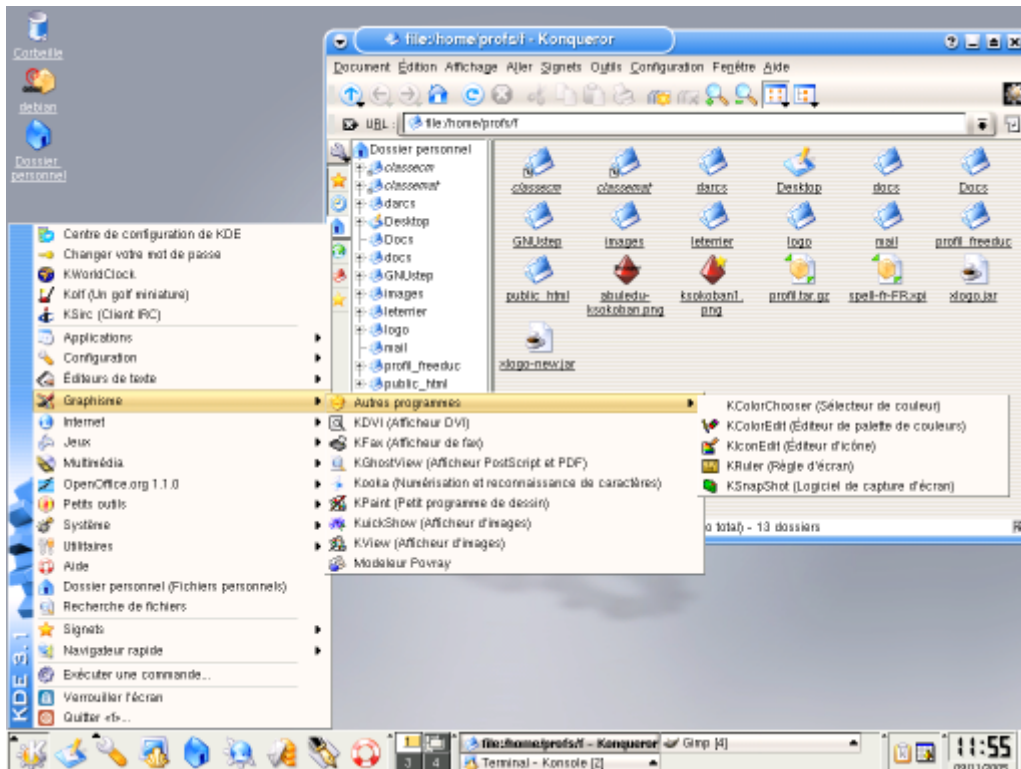 Corbeille
debian
Dossier
personnel
file:/home/profs/f - Konqueror
Document Édition Affichage Aller Signets Outils Configuration Fenêtre Aide
URL : file:/home/profs/f
Dossier personnel
classecm
classemat
darcs
Desktop
Docs
docs
GNUstep
images
leterrier
logo
mail
profil_freeduc
public_html
classecm classemat darcs Desktop docs Docs
GNUstep images leterrier logo mail profil_freeduc
public_html abuledu-ksokoban.png ksokoban1.png profil.tar.gz spell-fr-FR.xpi xlogo.jar
xlogo-new.jar
o total) - 13 dossiers
Centre de configuration de KDE
Changer votre mot de passe
KWorldClock
Kolf (Un golf miniature)
KSirc (Client IRC)
Applications
Configuration
Éditeurs de texte
Graphisme
Internet
Jeux
Multimédia
OpenOffice.org 1.1.0
Petits outils
Système
Utilitaires
Aide
Dossier personnel (Fichiers personnels)
Recherche de fichiers
Signets
Navigateur rapide
Exécuter une commande...
Verrouiller l'écran
Quitter «f»...
KDE 3.1
Autres programmes
KDVI (Afficheur DVI)
KFax (Afficheur de fax)
KGhostView (Afficheur PostScript et PDF)
Kooka (Numérisation et reconnaissance de caractères)
KPaint (Petit programme de dessin)
KuickShow (Afficheur d'images)
KView (Afficheur d'images)
Modeleur Povray
KColorChooser (Sélecteur de couleur)
KColorEdit (Éditeur de palette de couleurs)
KIconEdit (Éditeur d'icône)
KRuler (Règle d'écran)
KSnapShot (Logiciel de capture d'écran)
1
3 4
file:/home/profs/f - Konqueror Gimp [4]
Terminal - Konsole [2]
11:55